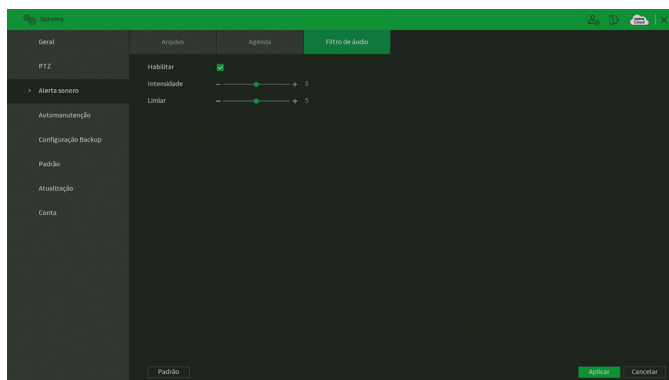 Sistema
Geral
PTZ
Alerta sonoro
Automanutenção
Configuração Backup
Padrão
Atualização
Conta
Arquivo Agenda Filtro de áudio
Habilitar
Intensidade - + 5
Limiar - + 5
Padrão Aplicar Cancelar